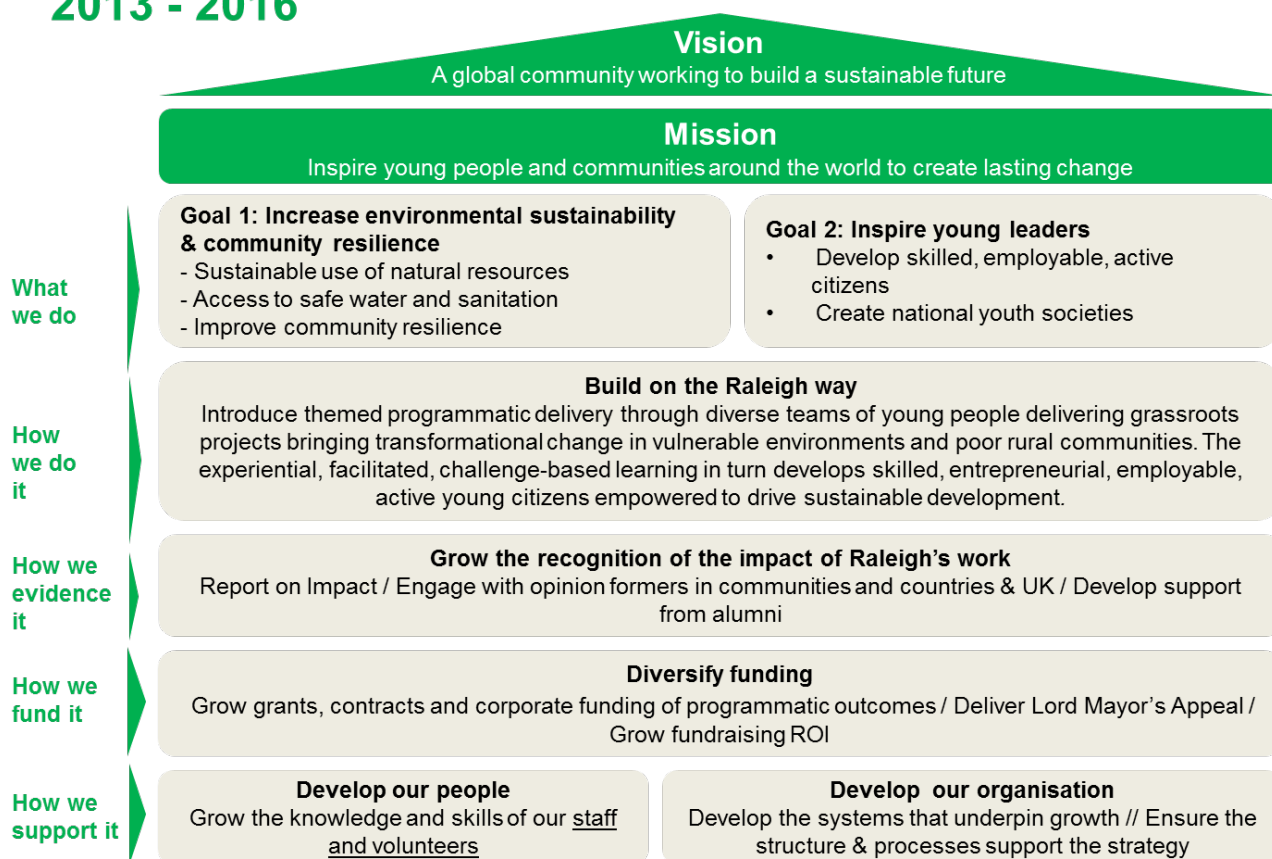 2013 - 2016
Vision
A global community working to build a sustainable future
Mission
Inspire young people and communities around the world to create lasting change
What
we do
Goal 1: Increase environmental sustainability
& community resilience
- Sustainable use of natural resources
- Access to safe water and sanitation
- Improve community resilience
Goal 2: Inspire young leaders
• Develop skilled, employable, active
citizens
• Create national youth societies
How
we do
it
Build on the Raleigh way
Introduce themed programmatic delivery through diverse teams of young people delivering grassroots
projects bringing transformational change in vulnerable environments and poor rural communities. The
experiential, facilitated, challenge-based learning in turn develops skilled, entrepreneurial, employable,
active young citizens empowered to drive sustainable development.
How we
evidence
it
Grow the recognition of the impact of Raleigh's work
Report on Impact / Engage with opinion formers in communities and countries & UK / Develop support
from alumni
How we
fund it
Diversify funding
Grow grants, contracts and corporate funding of programmatic outcomes / Deliver Lord Mayor's Appeal /
Grow fundraising ROI
How we
support it
Develop our people
Grow the knowledge and skills of our staff
and volunteers
Develop our organisation
Develop the systems that underpin growth // Ensure the
structure & processes support the strategy